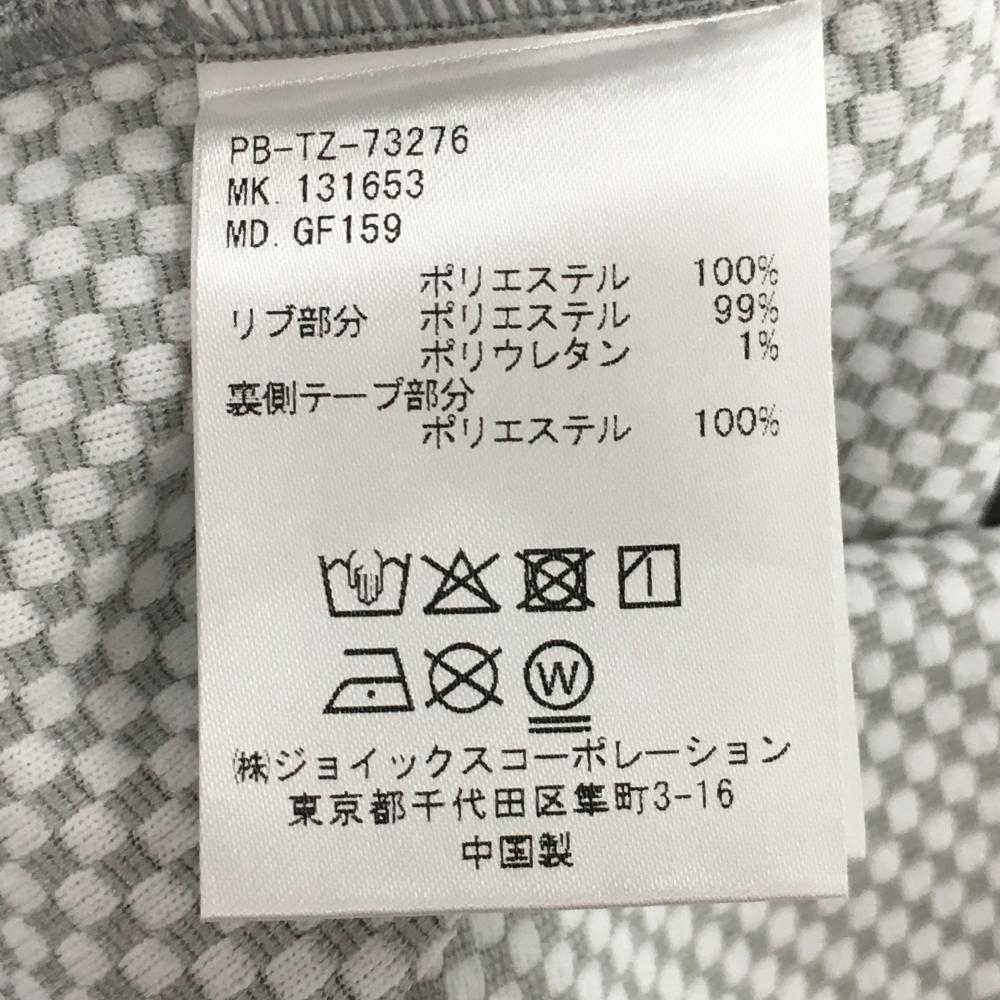 PB-TZ-73276
MK. 131653
MD. GF159
ポリエステル 100%
リブ部分 ポリエステル 99%
ポリウレタン 1%
裏側テープ部分
ポリエステル 100%
W
㈱ジョイックスコーポレーション
東京都千代田区隼町3-16
中国製